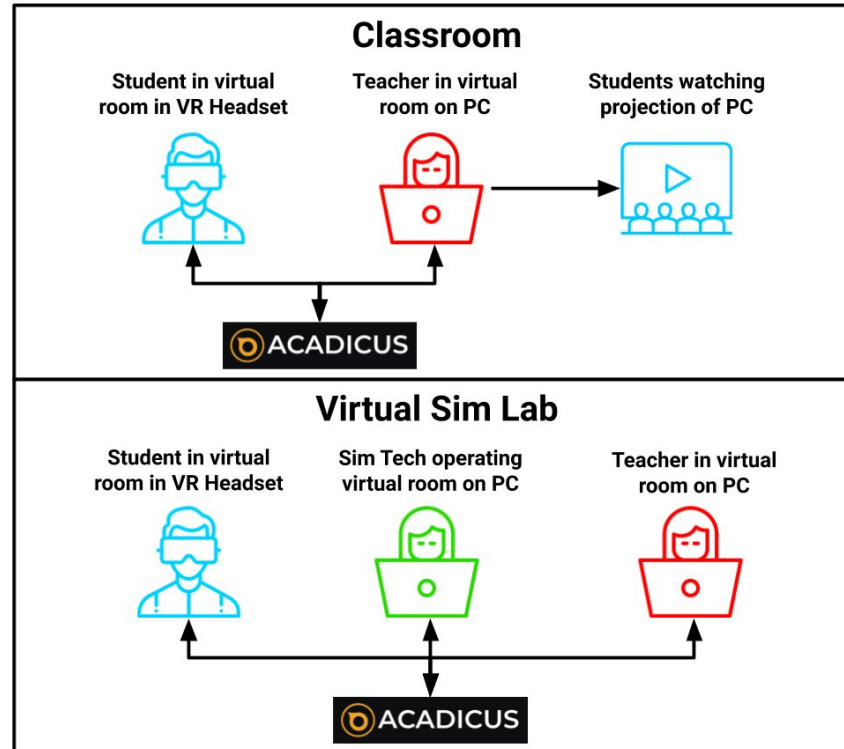 Classroom
Student in virtual
room in VR Headset
Teacher in virtual
room on PC
Students watching
projection of PC
ACADICUS
Virtual Sim Lab
Student in virtual
room in VR Headset
Sim Tech operating
virtual room on PC
Teacher in virtual
room on PC
ACADICUS